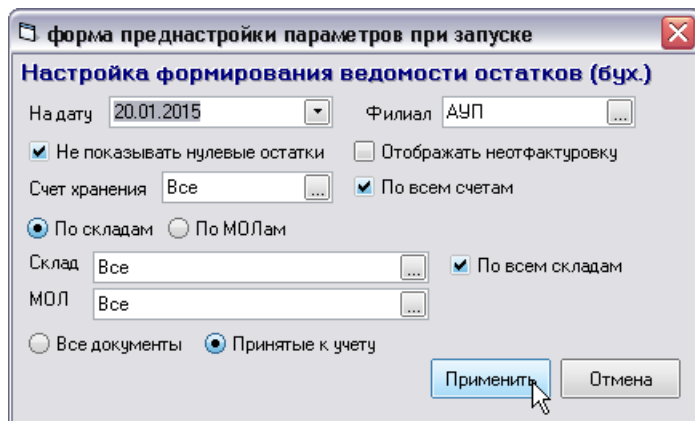 форма преднастройки параметров при запуске
Настройка формирования ведомости остатков (бух.)
На дату 20.01.2015 Филиал АУП ...
Не показывать нулевые остатки Отображать неотфактуровку
Счет хранения Все ... По всем счетам
По складам По МОЛам
Склад Все ... По всем складам
МОЛ Все ...
Все документы Принятые к учету
Применить Отмена